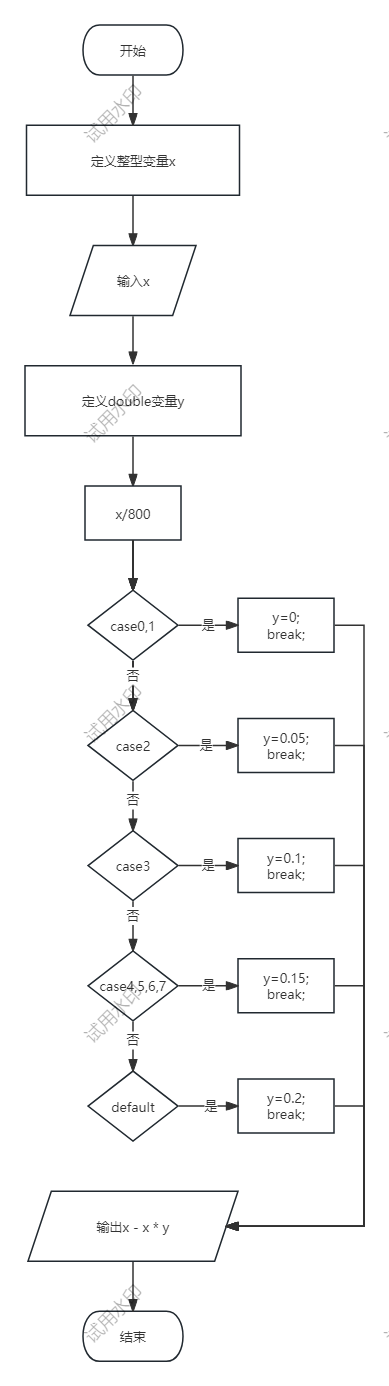 开始
试用水印
定义整型变量x
输入x
定义double变量y
试用水印
x/800
case0,1
是
y=0;
break;
否
试用水印
case2
是
y=0.05;
break;
否
case3
是
y=0.1;
break;
否
case4,5,6,7
是
y=0.15;
break;
试用水印
否
default
是
y=0.2;
break;
输出x - x * y
试用水印
结束